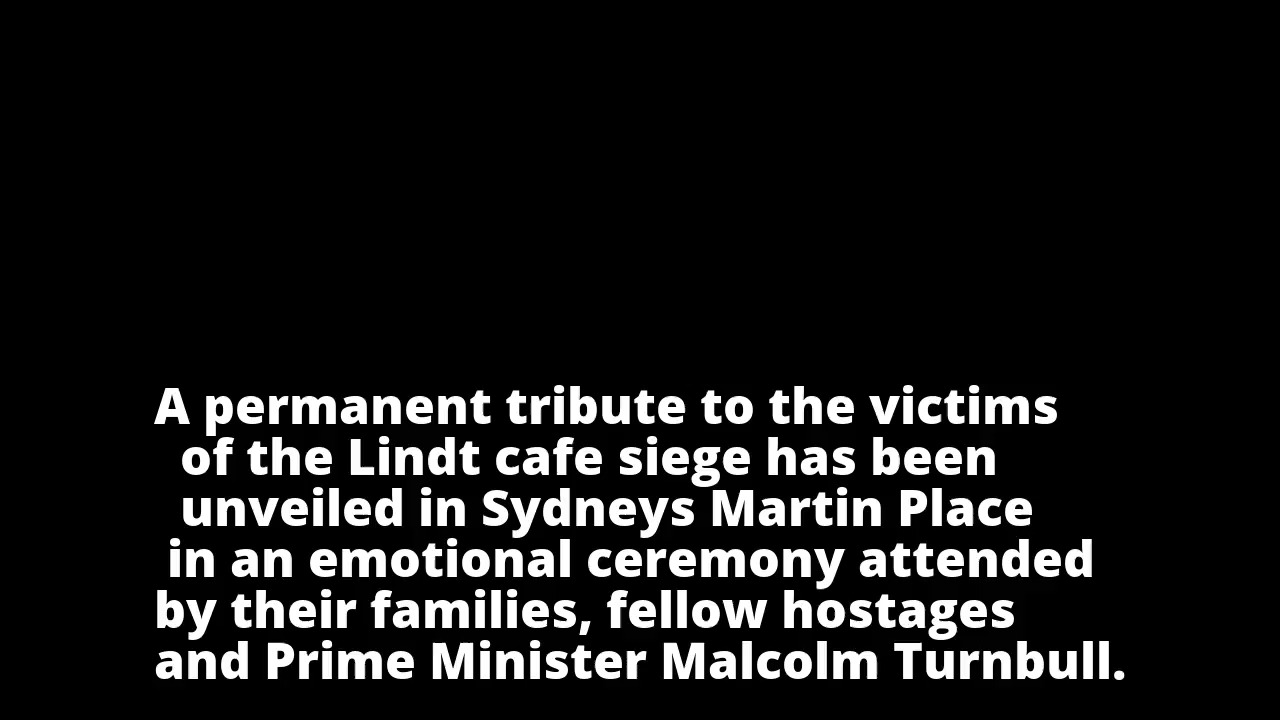 A permanent tribute to the victims
of the Lindt cafe siege has been
unveiled in Sydneys Martin Place
in an emotional ceremony attended
by their families, fellow hostages
and Prime Minister Malcolm Turnbull.